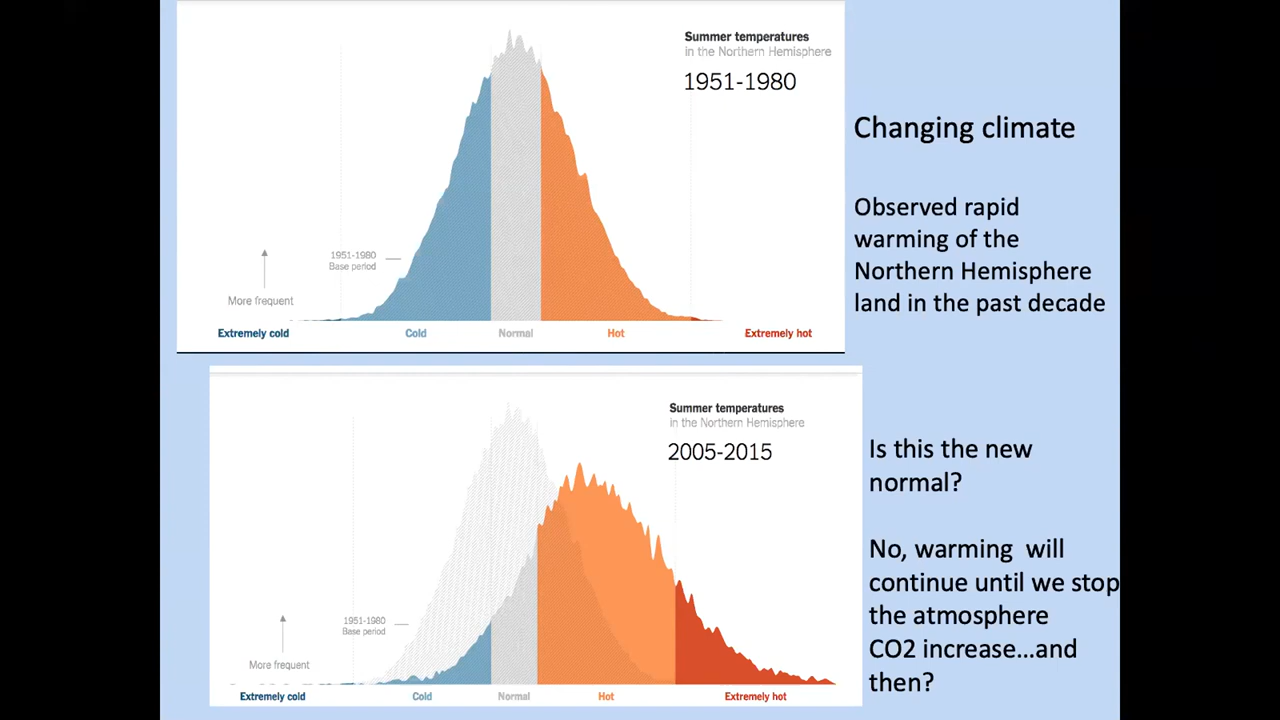 Summer temperatures
in the Northern Hemisphere
1951-1980
1951-1980
Base period
More frequent
Extremely cold
Cold
Normal
Hot
Extremely hot
Changing climate
Observed rapid
warming of the
Northern Hemisphere
land in the past decade
Summer temperatures
in the Northern Hemisphere
2005-2015
1951-1980
Base period
More frequent
Extremely cold
Cold
Normal
Hot
Extremely hot
Is this the new
normal?
No, warming will
continue until we stop
the atmosphere
CO2 increase...and
then?